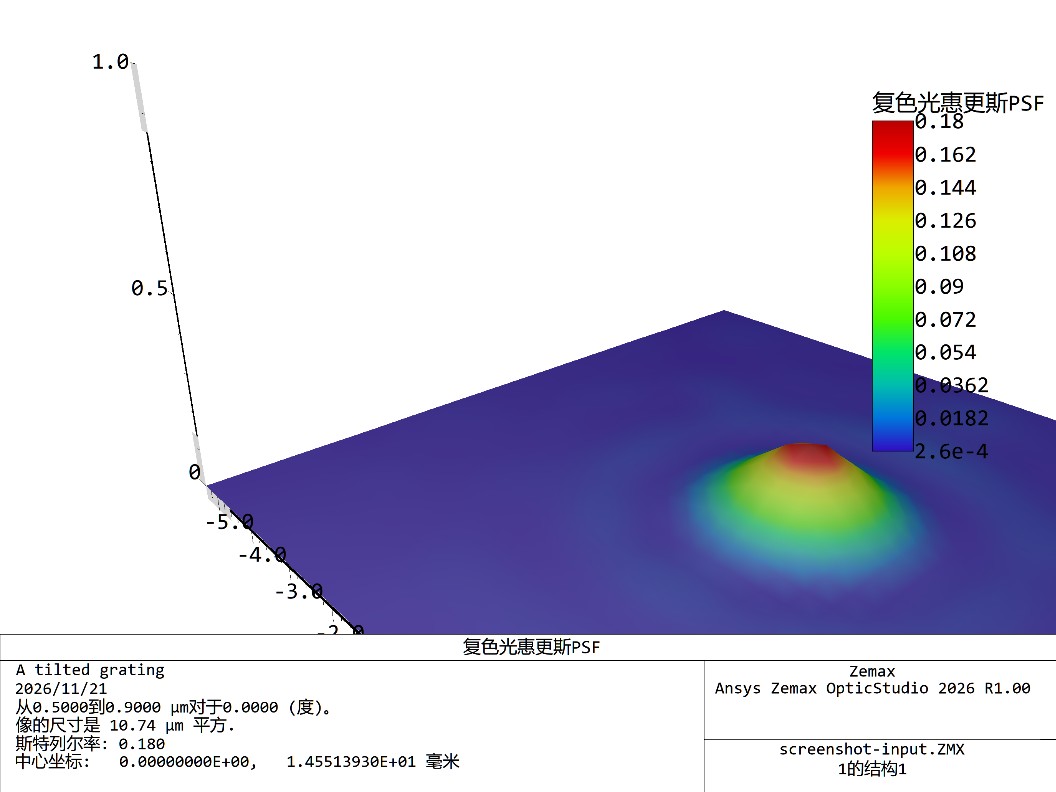 1.0
0.5
0
-5.0
-4.0
-3.0
-2.0
复色光惠更斯PSF
0.18
0.162
0.144
0.126
0.108
0.09
0.072
0.054
0.0362
0.0182
2.6e-4
复色光惠更斯PSF
A tilted grating
2026/11/21
从0.5000到0.9000 µm对于0.0000 (度)。
像的尺寸是 10.74 µm 平方.
斯特列尔率: 0.180
中心坐标: 0.00000000E+00, 1.45513930E+01 毫米
Zemax
Ansys Zemax OpticStudio 2026 R1.00
screenshot-input.ZMX
1的结构1